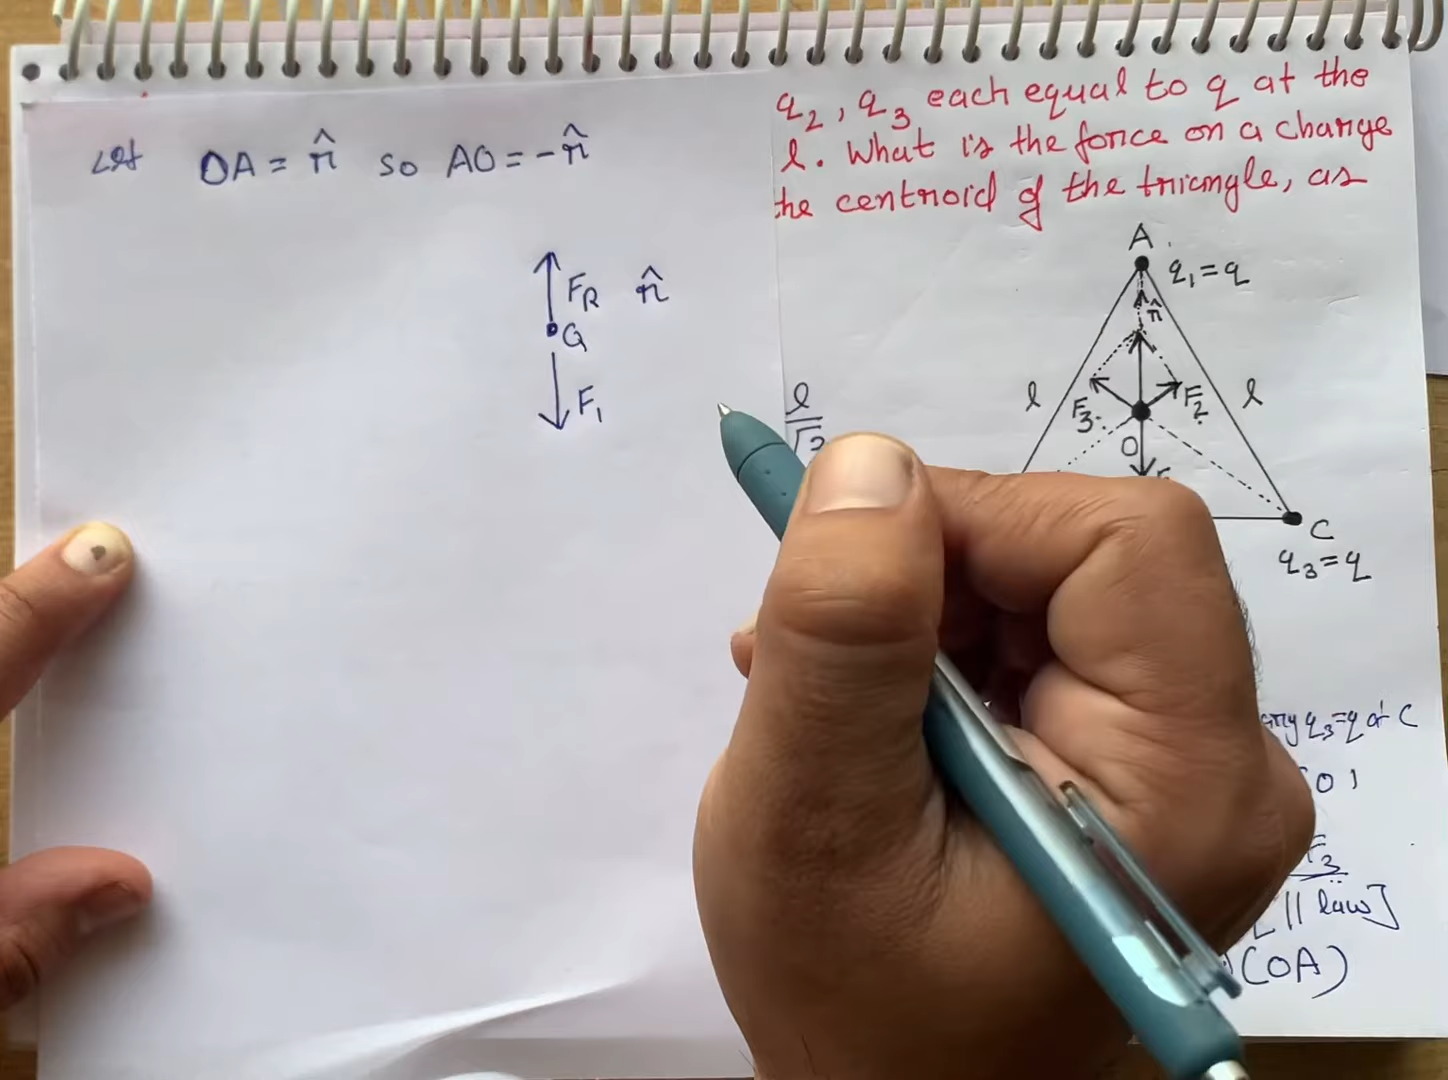 Let OA = r̂ so AO = -r̂
F_R r̂
Q
F₁
q₂, q₃ each equal to q at the
l. What is the force on a charge
the centroid of the triangle, as
A
q₁ = q
r̂
l
l
l
F₃
F₂
O
C
q₃ = q
q₃=q at C
F₃
[|| law]
(OA)